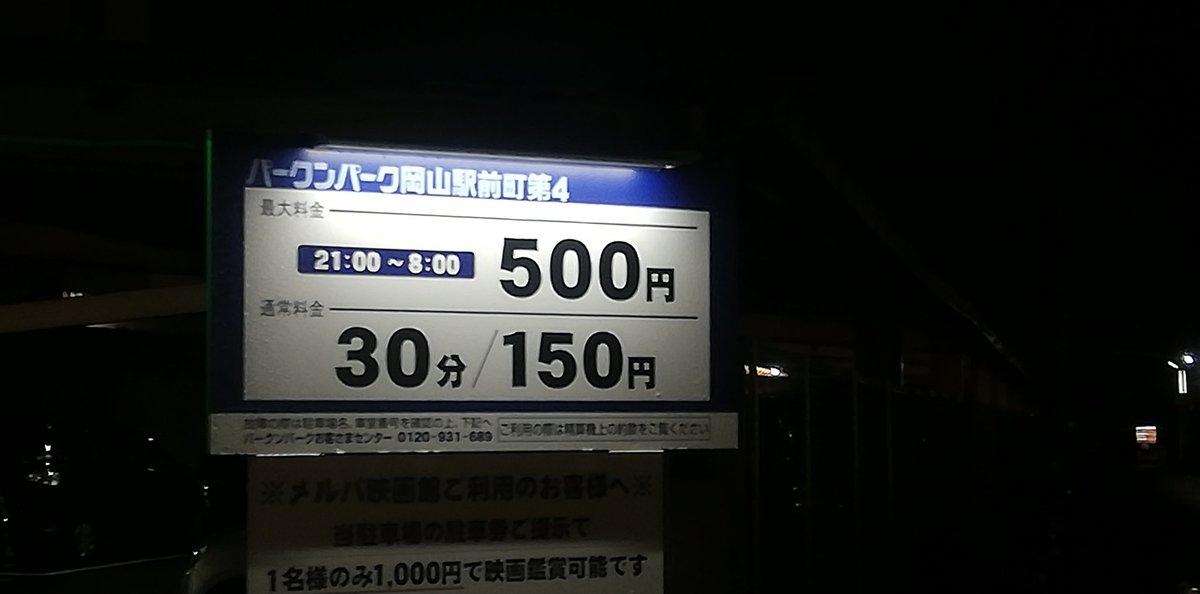 パークンパーク岡山駅前町第4
最大料金
21:00~8:00 500円
通常料金
30分/150円
故障の際は駐車場名、車室番号を確認の上、下記へ
パークンパークお客さまセンター 0120-931-689
ご利用の際は精算機上の約款をご覧ください
※メルパ映画館ご利用のお客様へ※
当駐車場の駐車券ご提示で
1名様のみ1,000円で映画鑑賞可能です